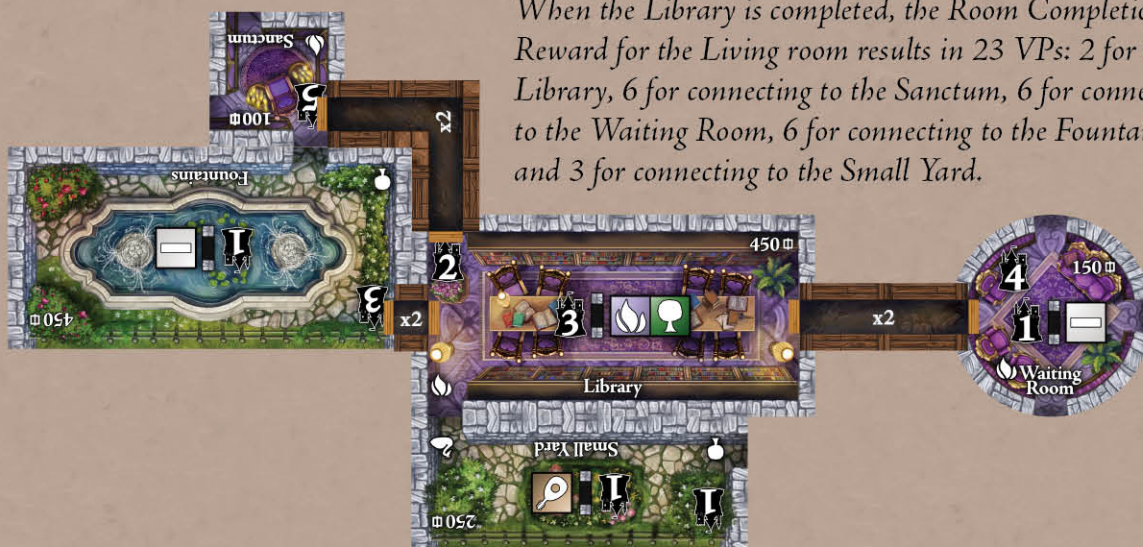 When the Library is completed, the Room Completio
Reward for the Living room results in 23 VPs: 2 for
Library, 6 for connecting to the Sanctum, 6 for conne
to the Waiting Room, 6 for connecting to the Fountai
and 3 for connecting to the Small Yard.
Sanctum
5
100
x2
Fountains
1
3
450
x2
2
450
3
Library
x2
4
150
1
Waiting
Room
Small Yard
1
1
250